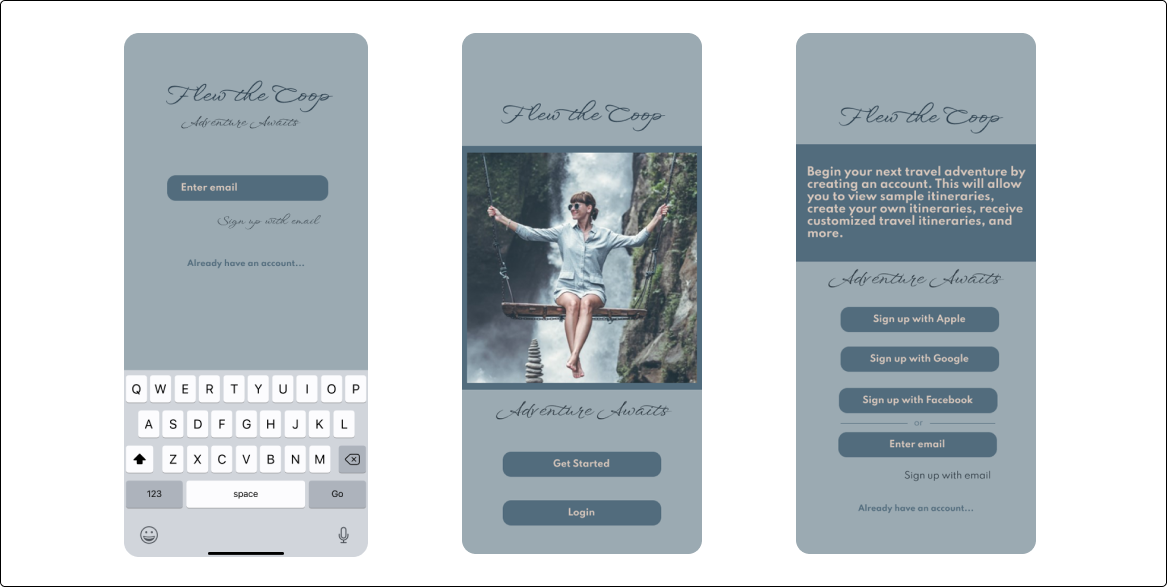 Flew the Coop
Adventure Awaits
Enter email
Sign up with email
Already have an account...
Q W E R T Y U I O P
A S D F G H J K L
Z X C V B N M
123 space Go
Flew the Coop
Adventure Awaits
Get Started
Login
Flew the Coop
Begin your next travel adventure by
creating an account. This will allow
you to view sample itineraries,
create your own itineraries, receive
customized travel itineraries, and
more.
Adventure Awaits
Sign up with Apple
Sign up with Google
Sign up with Facebook
or
Enter email
Sign up with email
Already have an account...